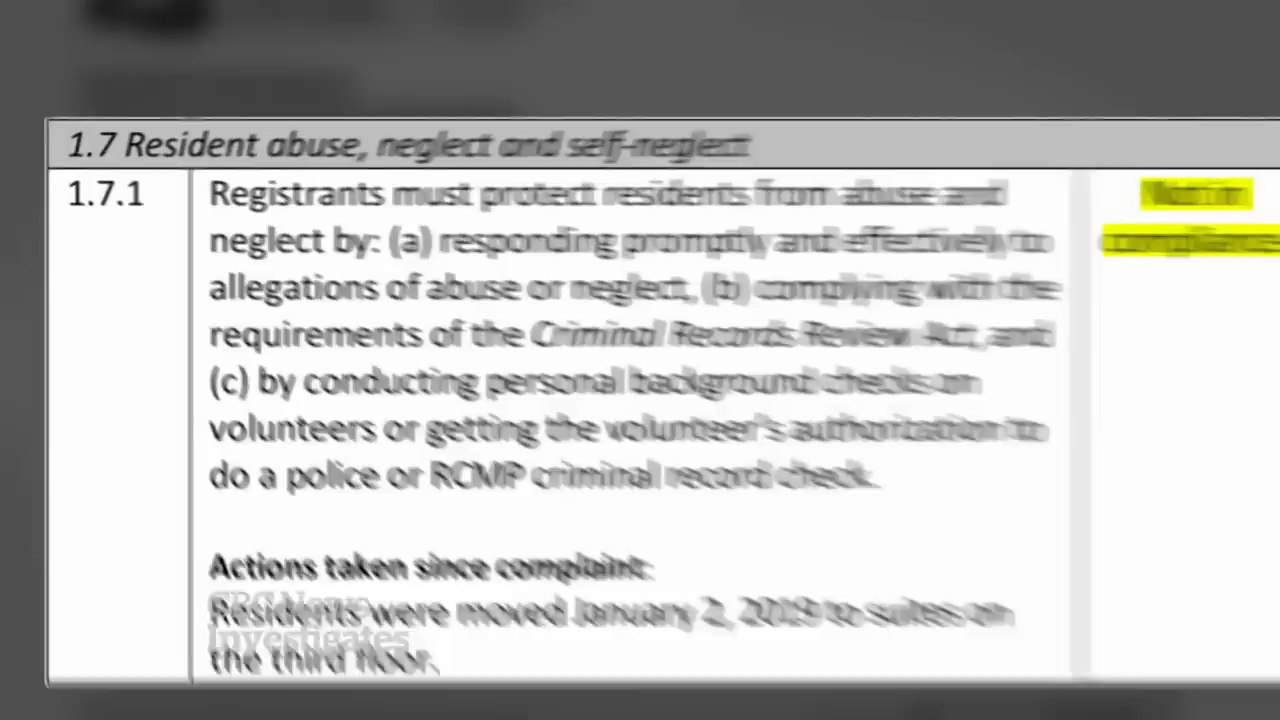 1.7 Resident abuse, neglect and self-neglect
1.7.1
Registrants must protect residents from abuse and
neglect by: (a) responding promptly and effectively to
allegations of abuse or neglect, (b) complying with the
requirements of the Criminal Records Review Act, and
(c) by conducting personal background checks on
volunteers or getting the volunteer's authorization to
do a police or RCMP criminal record check.
Not in
compliance
Actions taken since complaint:
Residents were moved January 2, 2019 to suites on
the third floor.
CBC News
Investigates